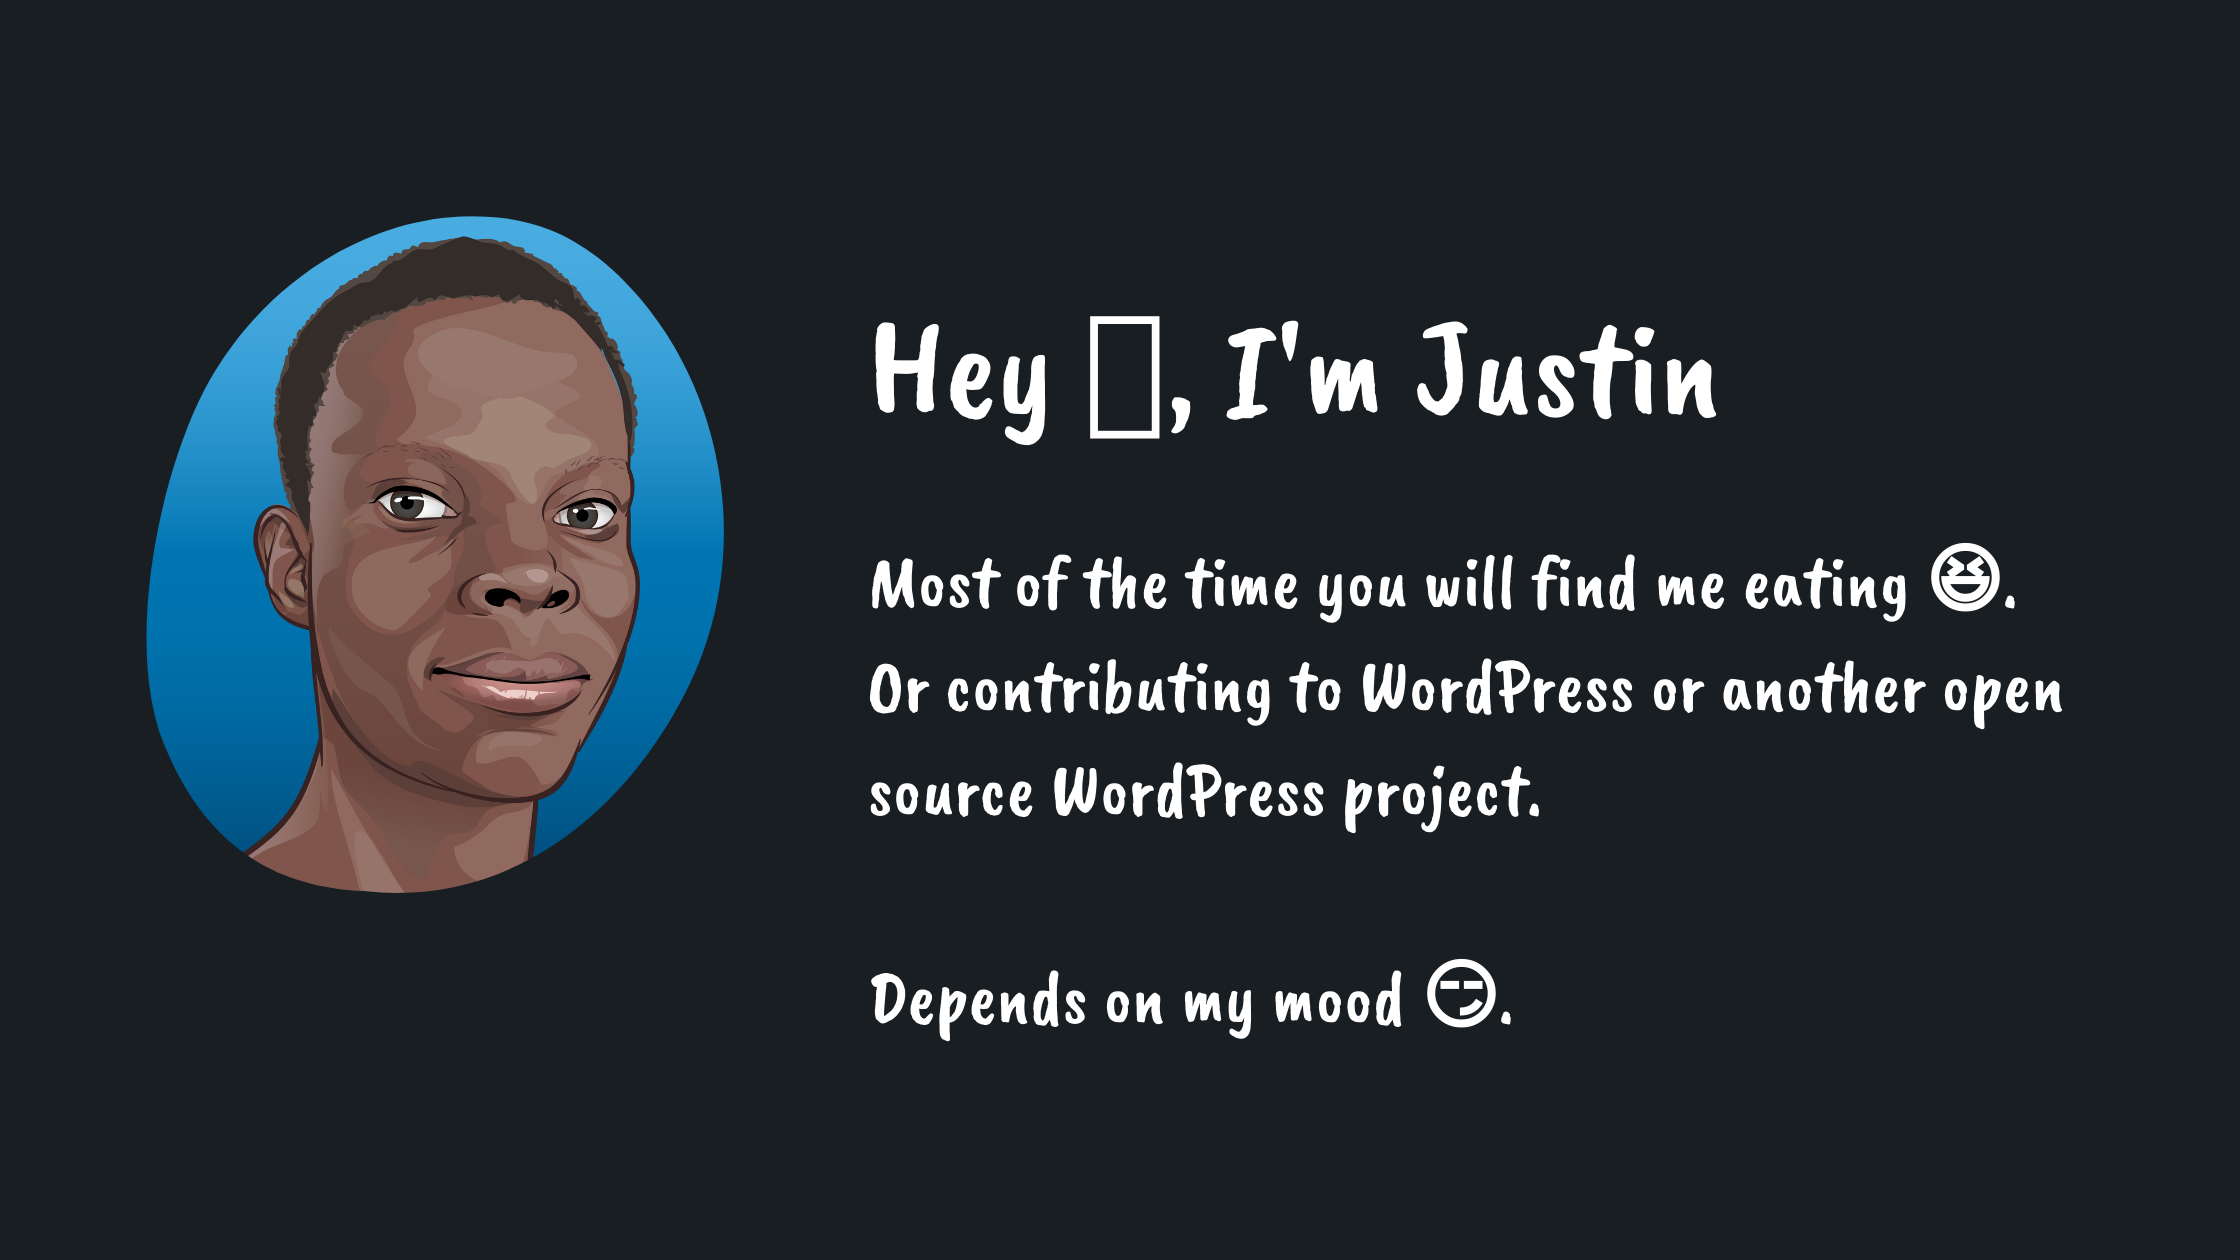 Hey ▯, I'm Justin
Most of the time you will find me eating 😆.
Or contributing to WordPress or another open
source WordPress project.
Depends on my mood 😏.